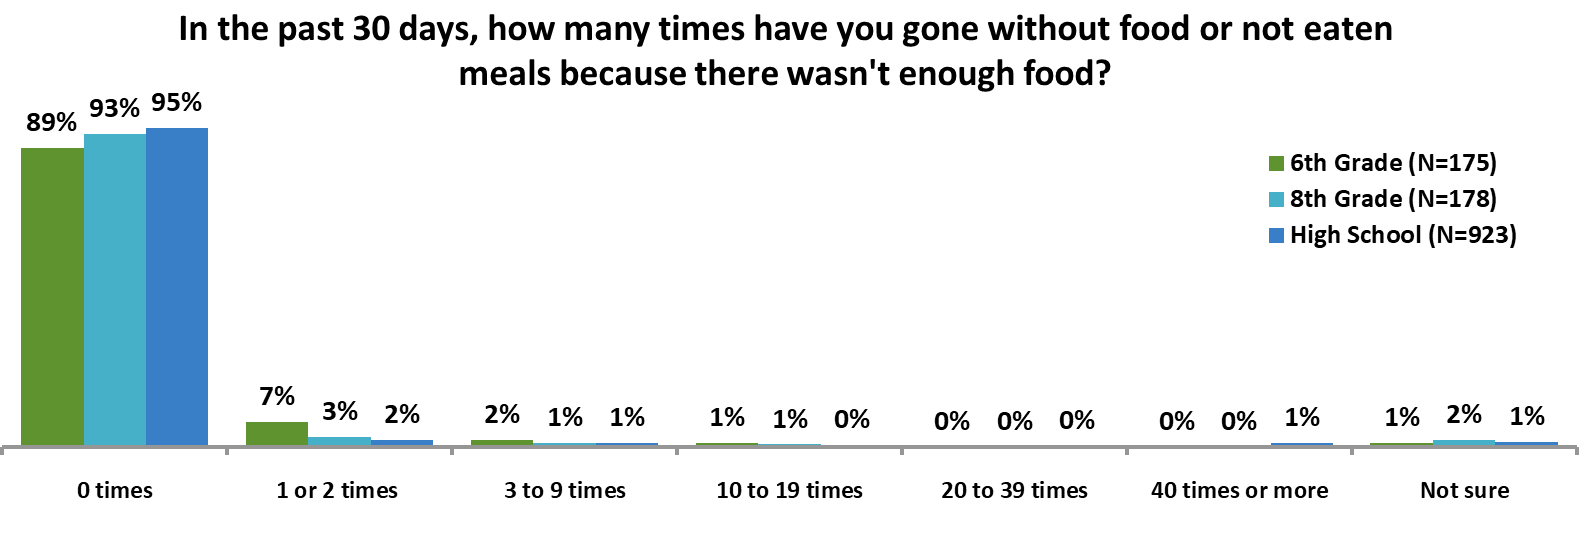 In the past 30 days, how many times have you gone without food or not eaten
meals because there wasn't enough food?
89% 93% 95%
6th Grade (N=175)
8th Grade (N=178)
High School (N=923)
7% 3% 2% 2% 1% 1% 1% 1% 0% 0% 0% 0% 0% 0% 1% 1% 2% 1%
0 times 1 or 2 times 3 to 9 times 10 to 19 times 20 to 39 times 40 times or more Not sure